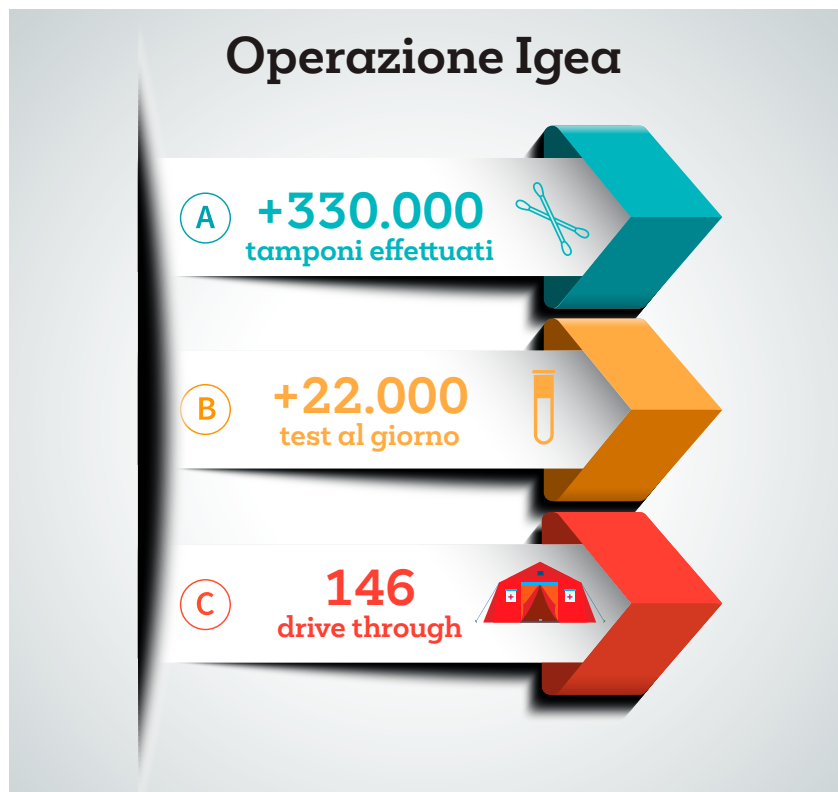 Operazione Igea
A
+330.000
tamponi effettuati
B
+22.000
test al giorno
C
146
drive through